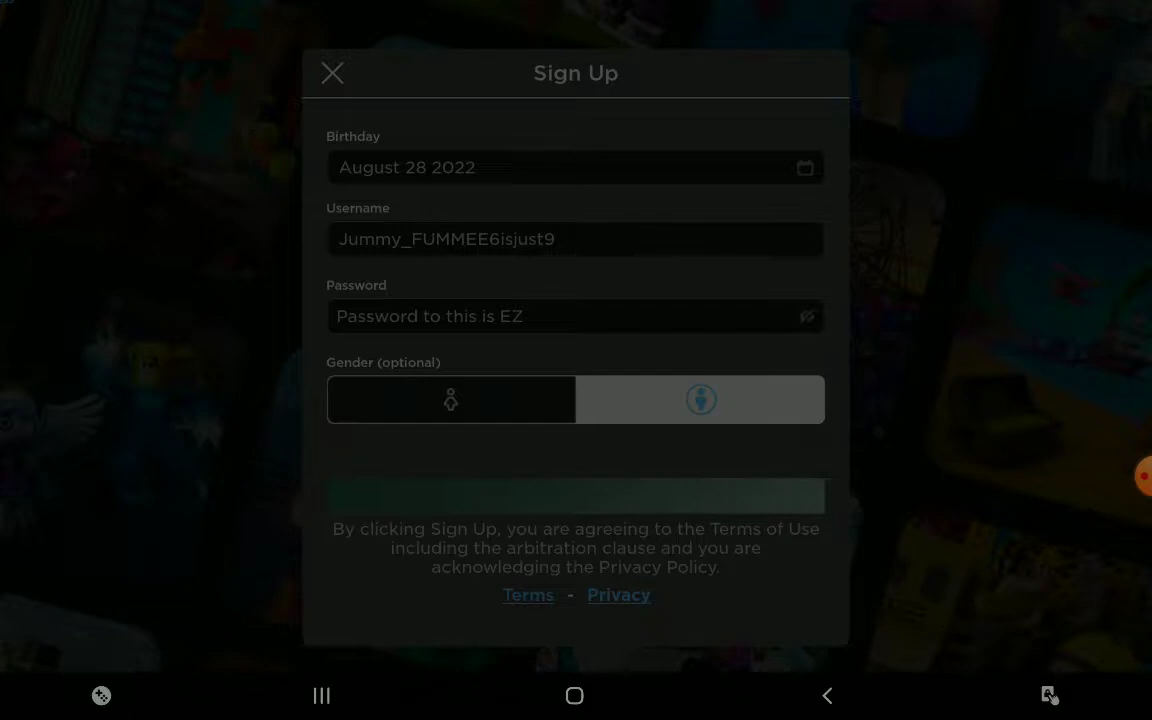 Sign Up
Birthday
August 28 2022
Username
Jummy_FUMMEE6isjust9
Password
Password to this is EZ
Gender (optional)
By clicking Sign Up, you are agreeing to the Terms of Use
including the arbitration clause and you are
acknowledging the Privacy Policy.
Terms - Privacy